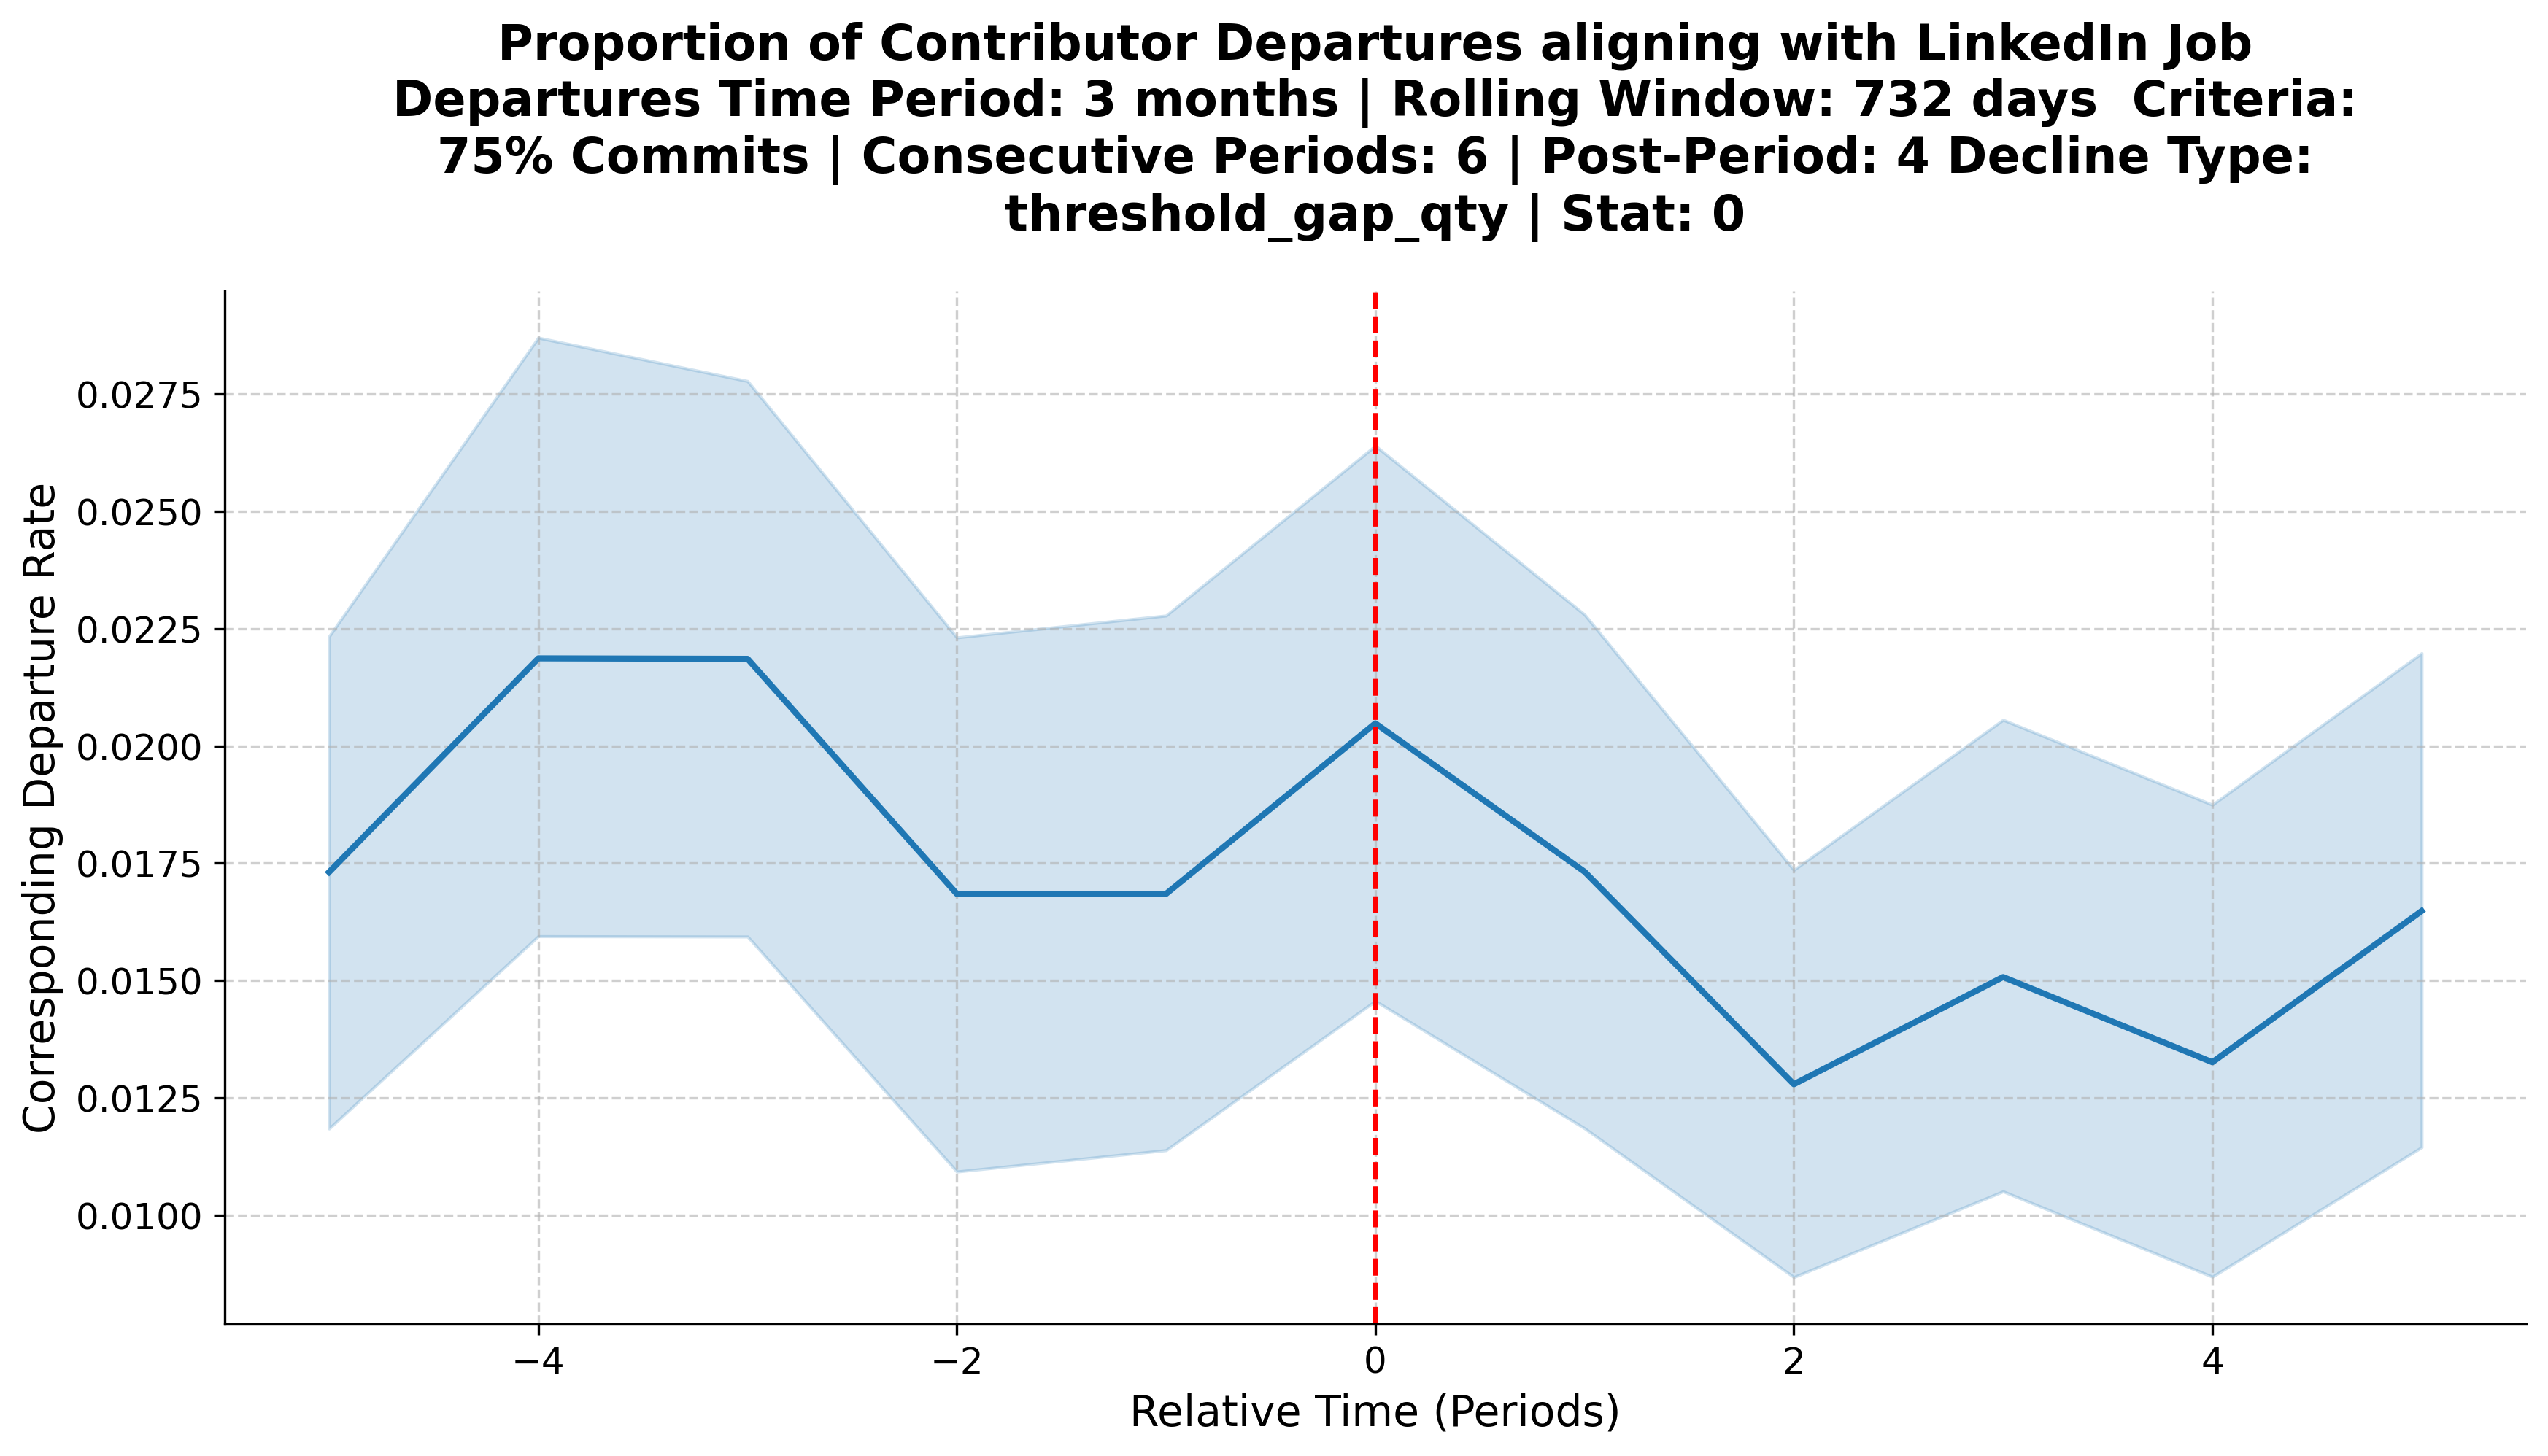 Proportion of Contributor Departures aligning with LinkedIn Job
Departures Time Period: 3 months | Rolling Window: 732 days  Criteria:
75% Commits | Consecutive Periods: 6 | Post-Period: 4 Decline Type:
threshold_gap_qty | Stat: 0
Corresponding Departure Rate
0.0275
0.0250
0.0225
0.0200
0.0175
0.0150
0.0125
0.0100
−4
−2
0
2
4
Relative Time (Periods)